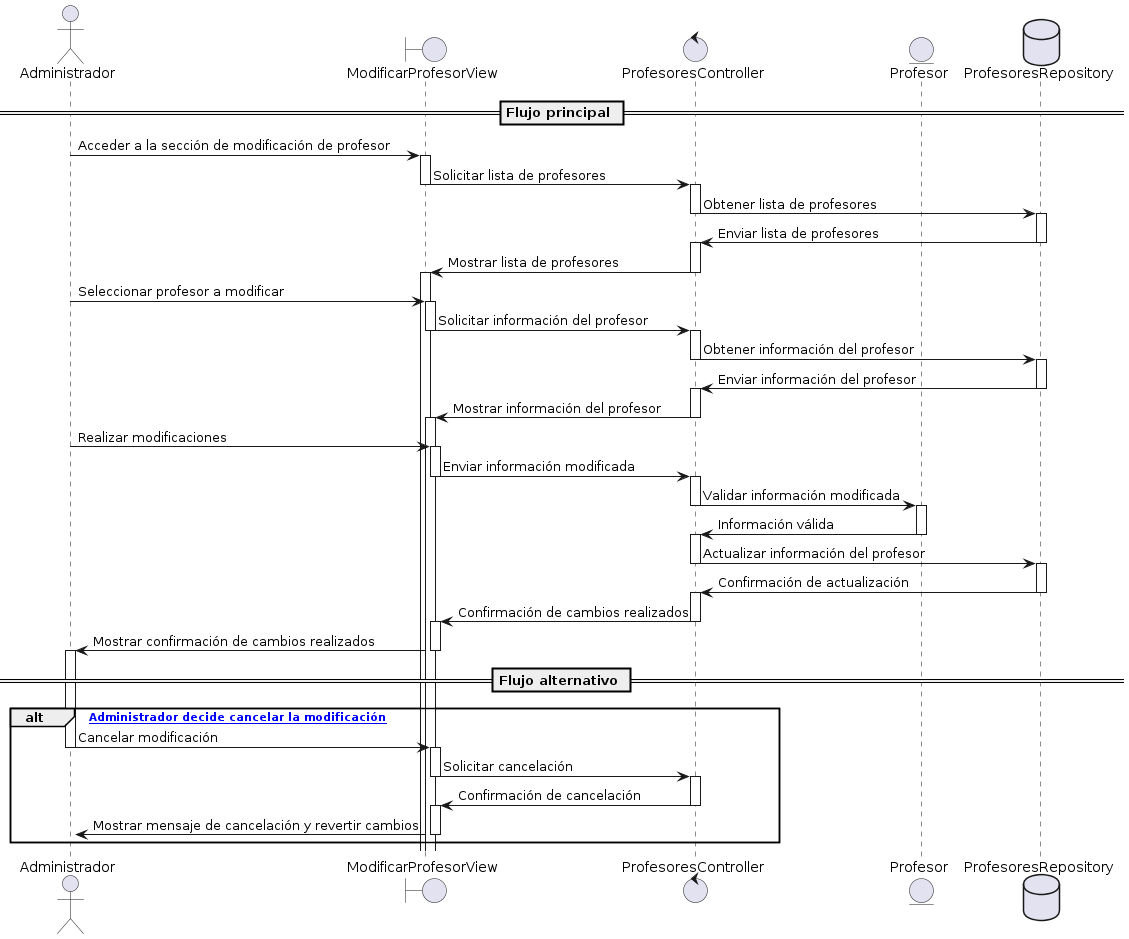 Administrador
ModificarProfesorView
ProfesoresController
Profesor
ProfesoresRepository
Flujo principal
Acceder a la sección de modificación de profesor
Solicitar lista de profesores
Obtener lista de profesores
Enviar lista de profesores
Mostrar lista de profesores
Seleccionar profesor a modificar
Solicitar información del profesor
Obtener información del profesor
Enviar información del profesor
Mostrar información del profesor
Realizar modificaciones
Enviar información modificada
Validar información modificada
Información válida
Actualizar información del profesor
Confirmación de actualización
Confirmación de cambios realizados
Mostrar confirmación de cambios realizados
Flujo alternativo
alt
Administrador decide cancelar la modificación
Cancelar modificación
Solicitar cancelación
Confirmación de cancelación
Mostrar mensaje de cancelación y revertir cambios
Administrador
ModificarProfesorView
ProfesoresController
Profesor
ProfesoresRepository